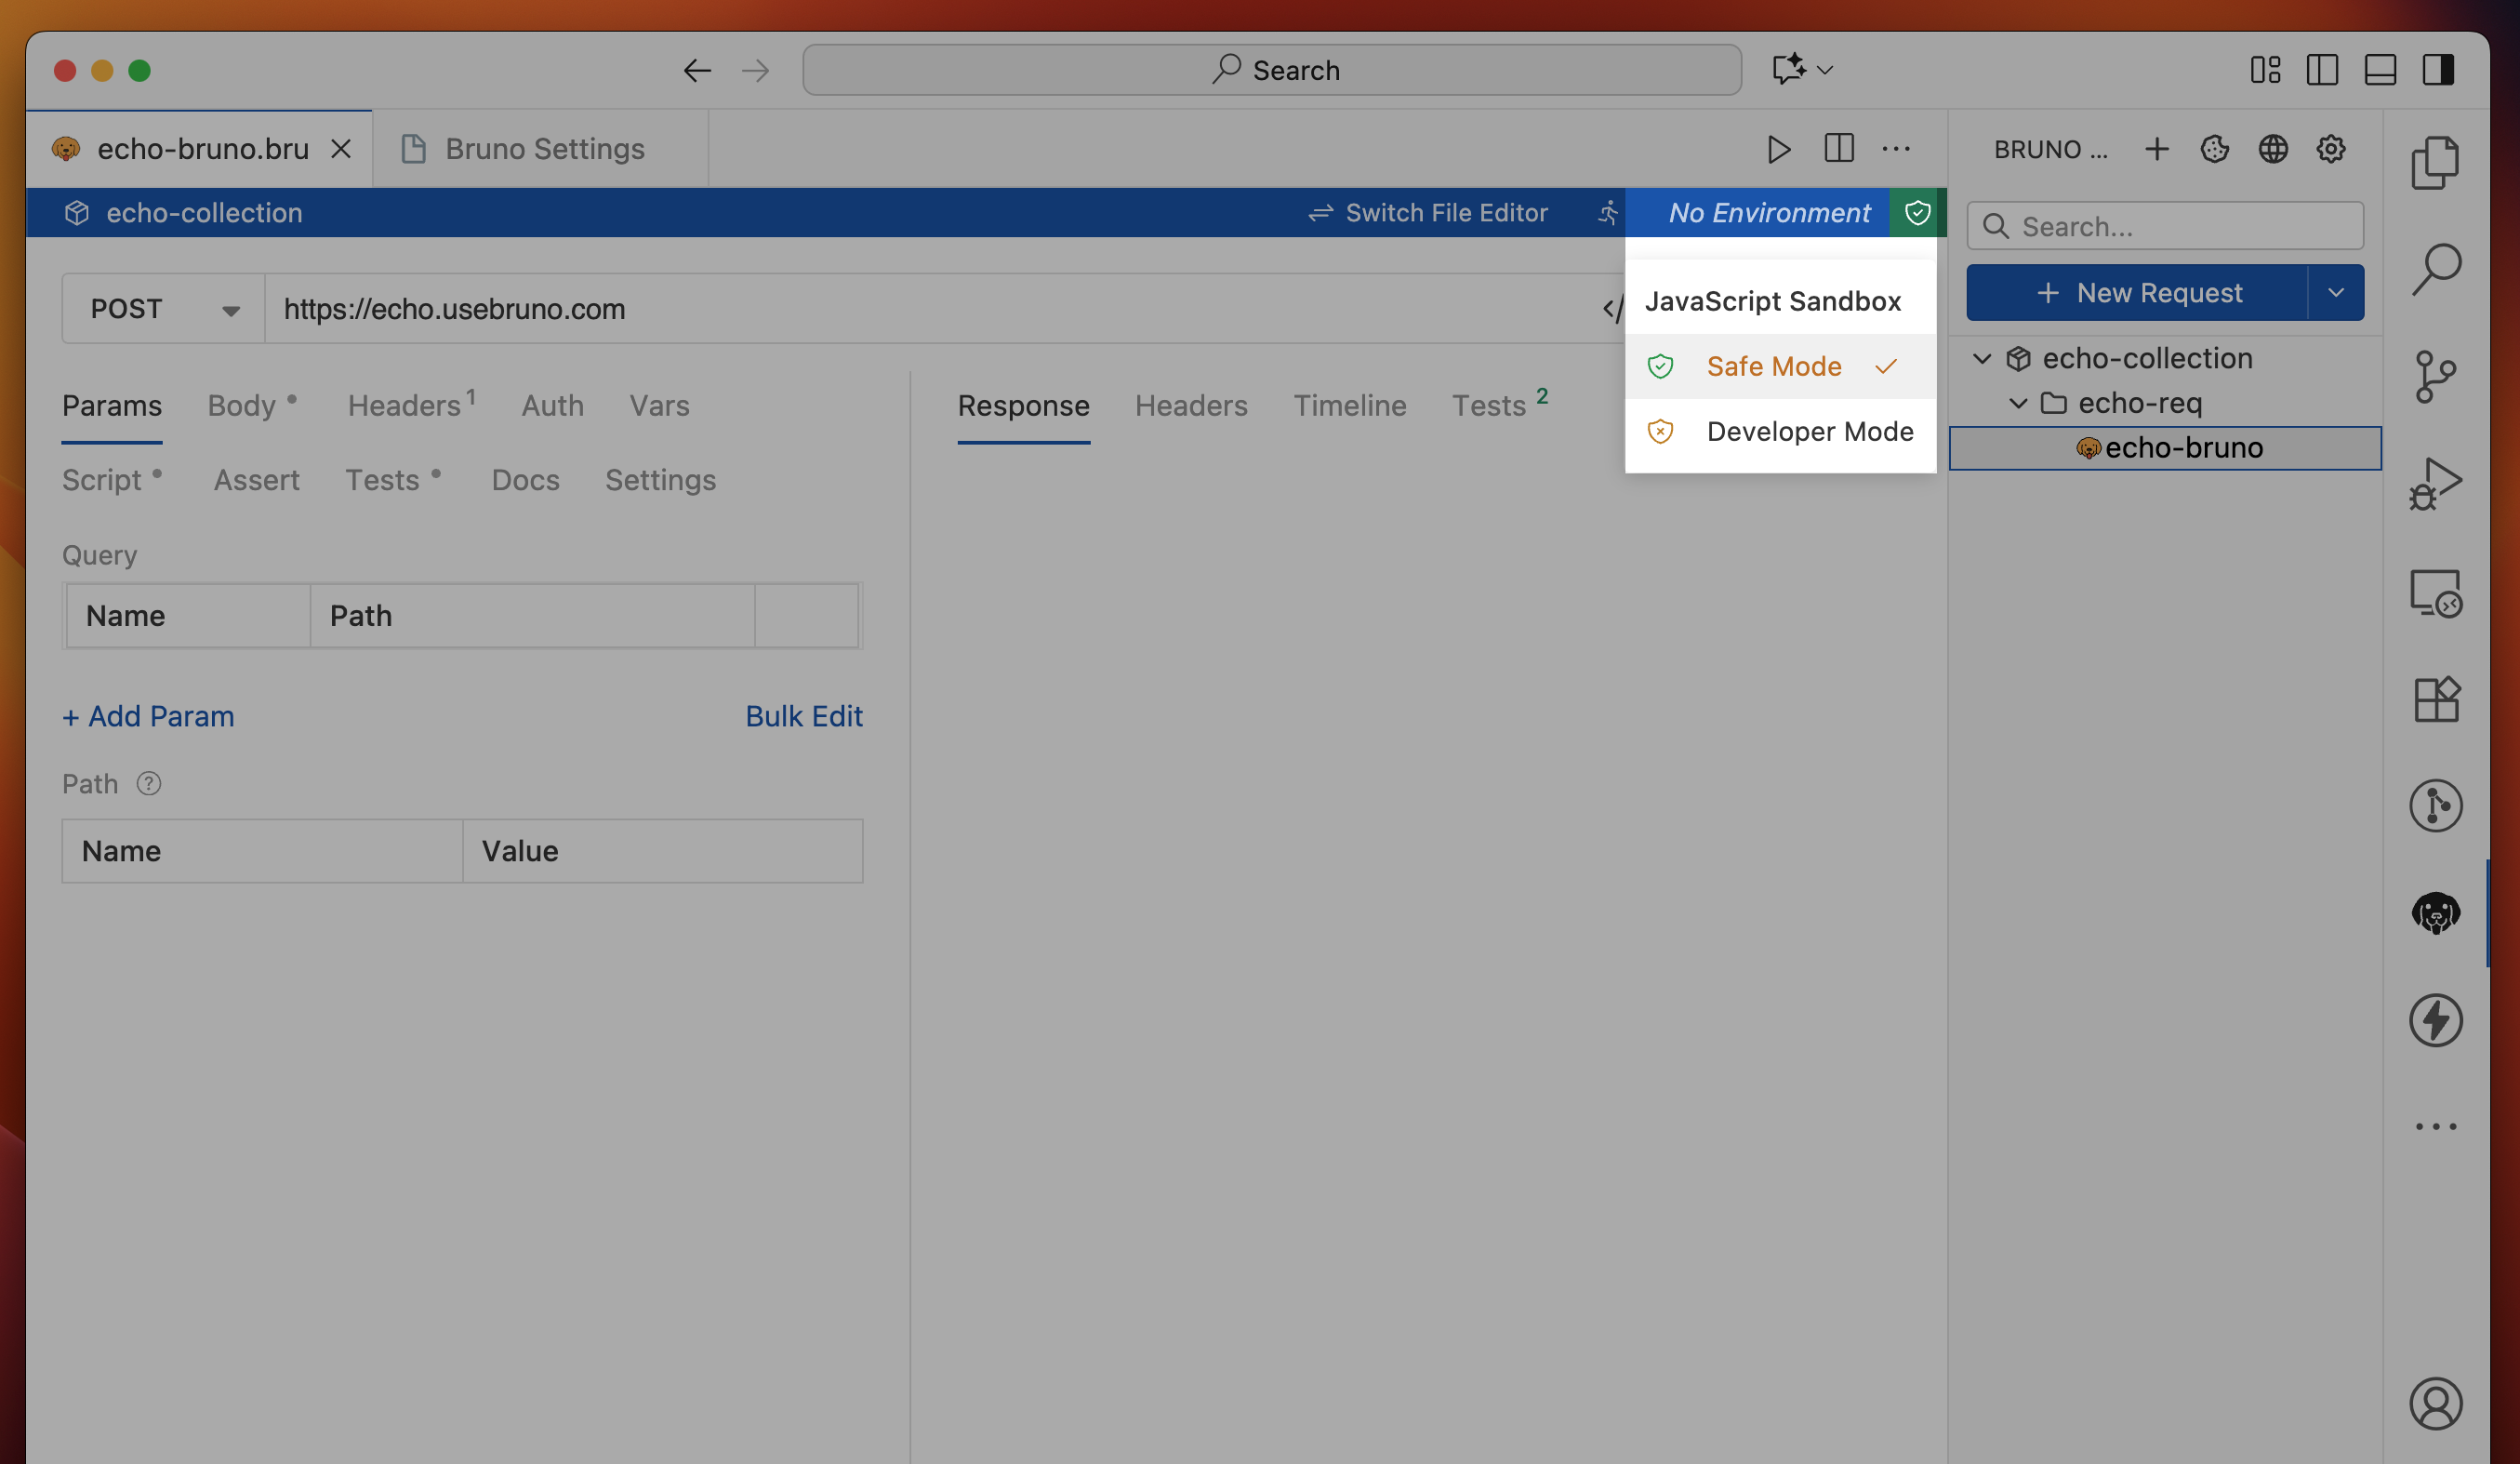 Search
echo-bruno.bru
Bruno Settings
BRUNO ...
echo-collection
Switch File Editor
No Environment
Search...
POST
https://echo.usebruno.com
</
JavaScript Sandbox
Safe Mode
Developer Mode
+ New Request
echo-collection
echo-req
echo-bruno
Params
Body
Headers 1
Auth
Vars
Script
Assert
Tests
Docs
Settings
Response
Headers
Timeline
Tests 2
Query
Name
Path
+ Add Param
Bulk Edit
Path ?
Name
Value